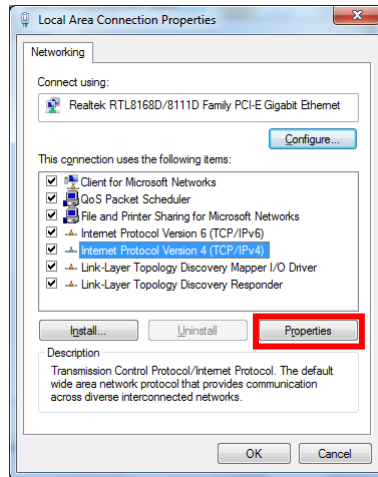 Local Area Connection Properties
Networking
Connect using:
Realtek RTL8168D/8111D Family PCI-E Gigabit Ethemet
Configure...
This connection uses the following items:
Client for Microsoft Networks
QoS Packet Scheduler
File and Printer Sharing for Microsoft Networks
Internet Protocol Version 6 (TCP/IPv6)
Internet Protocol Version 4 (TCP/IPv4)
Link-Layer Topology Discovery Mapper I/O Driver
Link-Layer Topology Discovery Responder
Install...
Uninstall
Properties
Description
Transmission Control Protocol/Internet Protocol. The default
wide area network protocol that provides communication
across diverse interconnected networks.
OK
Cancel